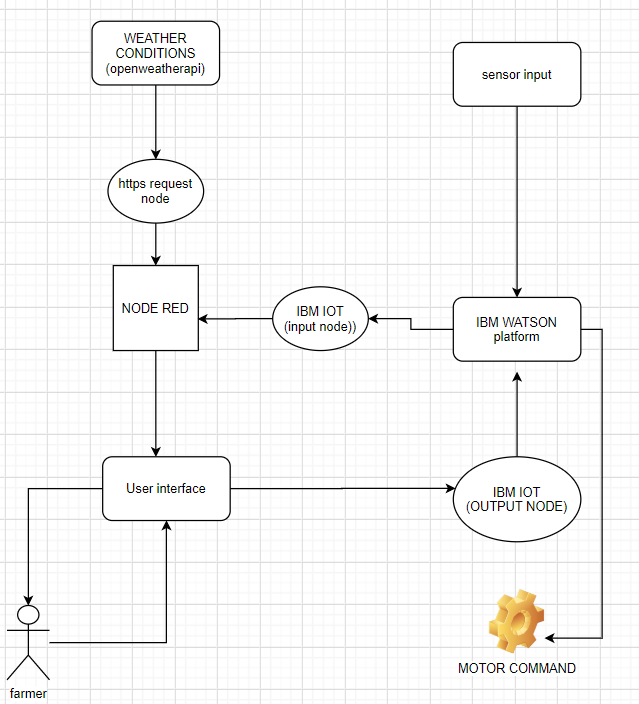 WEATHER
CONDITIONS
(openweatherapi)
sensor input
https request
node
NODE RED
IBM IOT
(input node))
IBM WATSON
platform
User interface
IBM IOT
(OUTPUT NODE)
MOTOR COMMAND
farmer